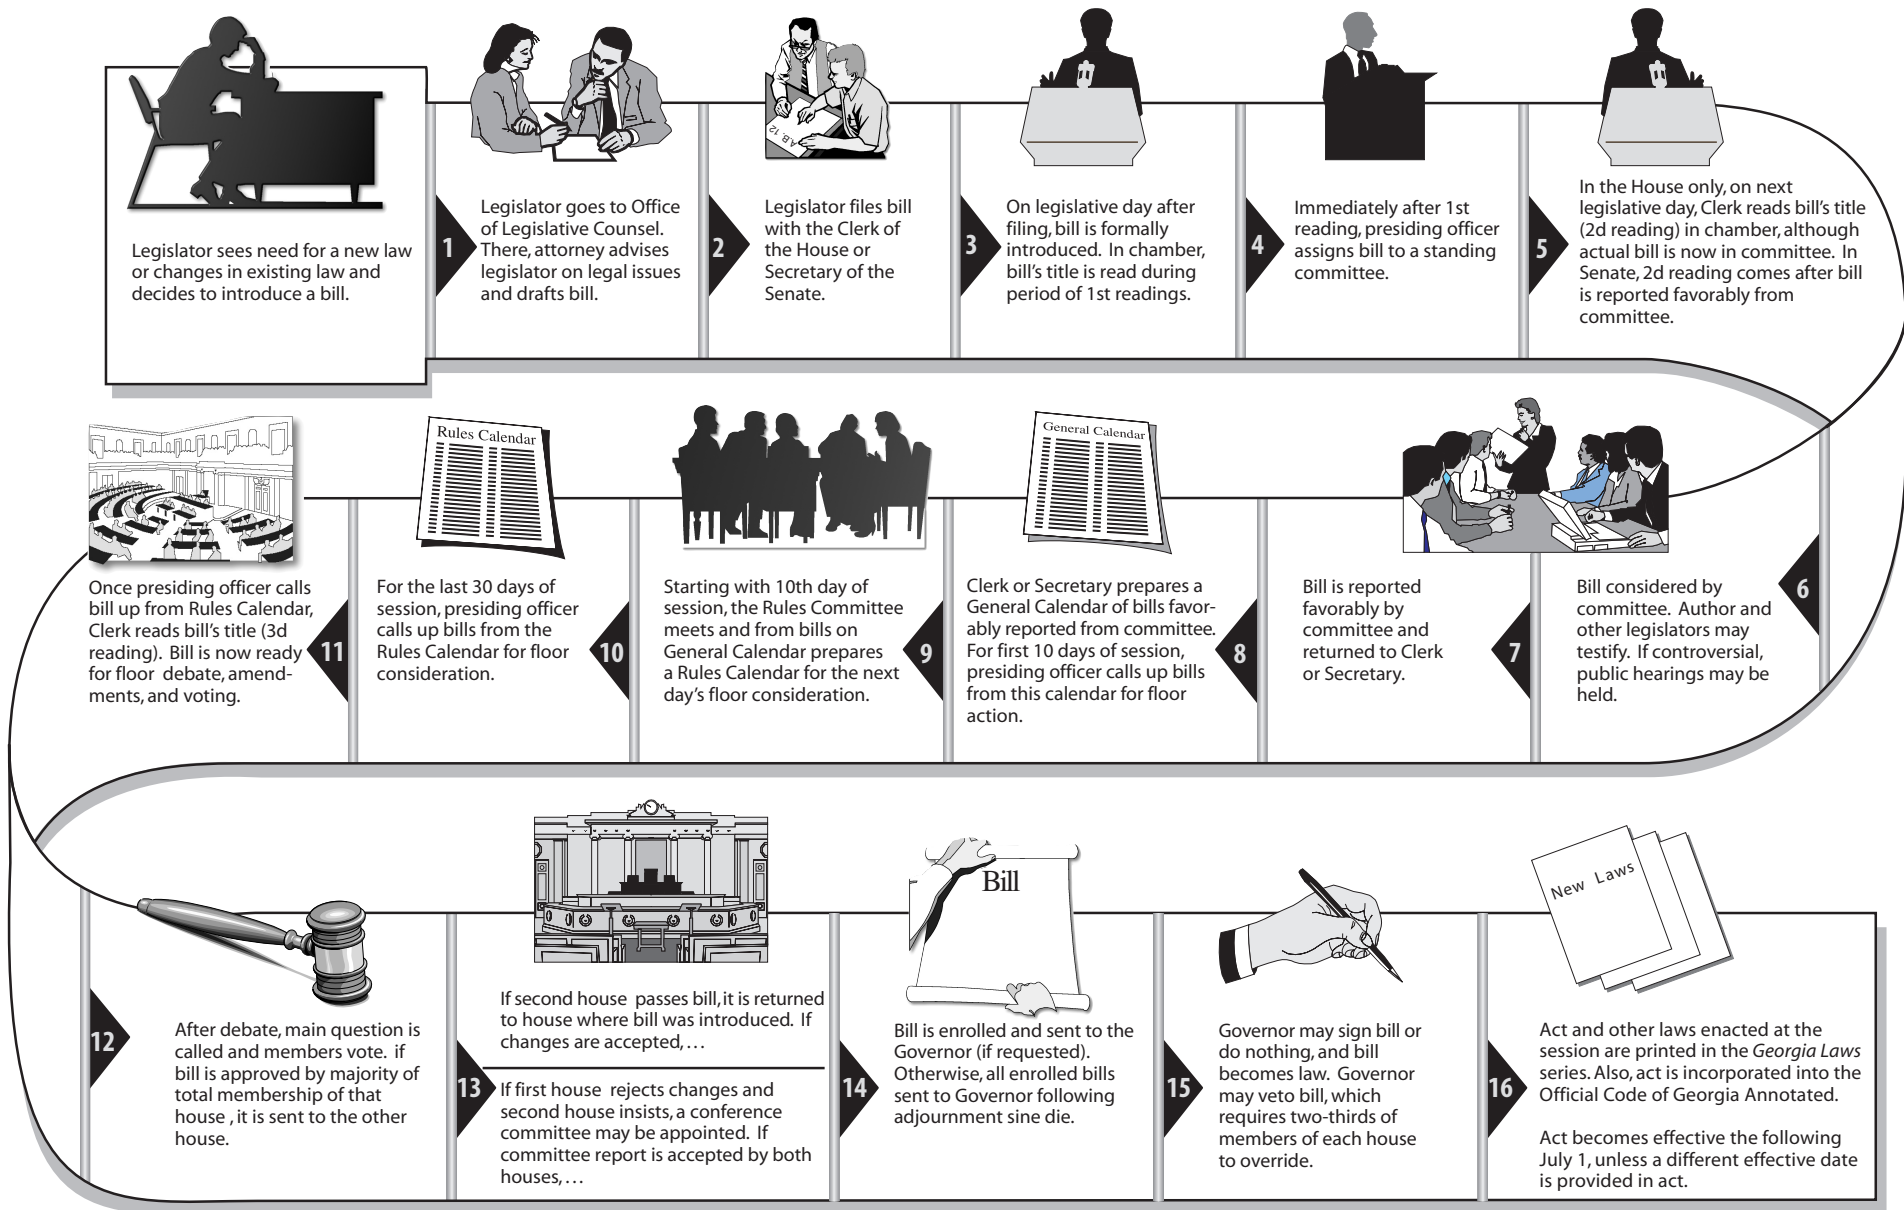 Legislator sees need for a new law
or changes in existing law and
decides to introduce a bill.
1
Legislator goes to Office
of Legislative Counsel.
There, attorney advises
legislator on legal issues
and drafts bill.
2
A.B. 12
Legislator files bill
with the Clerk of
the House or
Secretary of the
Senate.
3
On legislative day after
filing, bill is formally
introduced. In chamber,
bill's title is read during
period of 1st readings.
4
Immediately after 1st
reading, presiding officer
assigns bill to a standing
committee.
5
In the House only, on next
legislative day, Clerk reads bill's title
(2d reading) in chamber, although
actual bill is now in committee. In
Senate, 2d reading comes after bill
is reported favorably from
committee.
6
Bill considered by
committee. Author and
other legislators may
testify. If controversial,
public hearings may be
held.
7
Bill is reported
favorably by
committee and
returned to Clerk
or Secretary.
8
General Calendar
Clerk or Secretary prepares a
General Calendar of bills favor-
ably reported from committee.
For first 10 days of session,
presiding officer calls up bills
from this calendar for floor
action.
9
Starting with 10th day of
session, the Rules Committee
meets and from bills on
General Calendar prepares
a Rules Calendar for the next
day's floor consideration.
10
Rules Calendar
For the last 30 days of
session, presiding officer
calls up bills from the
Rules Calendar for floor
consideration.
11
Once presiding officer calls
bill up from Rules Calendar,
Clerk reads bill's title (3d
reading). Bill is now ready
for floor debate, amend-
ments, and voting.
12
After debate, main question is
called and members vote. if
bill is approved by majority of
total membership of that
house , it is sent to the other
house.
13
If second house passes bill, it is returned
to house where bill was introduced. If
changes are accepted, ...
If first house rejects changes and
second house insists, a conference
committee may be appointed. If
committee report is accepted by both
houses, ...
14
Bill
Bill is enrolled and sent to the
Governor (if requested).
Otherwise, all enrolled bills
sent to Governor following
adjournment sine die.
15
Governor may sign bill or
do nothing, and bill
becomes law. Governor
may veto bill, which
requires two-thirds of
members of each house
to override.
16
New Laws
Act and other laws enacted at the
session are printed in the Georgia Laws
series. Also, act is incorporated into the
Official Code of Georgia Annotated.
Act becomes effective the following
July 1, unless a different effective date
is provided in act.